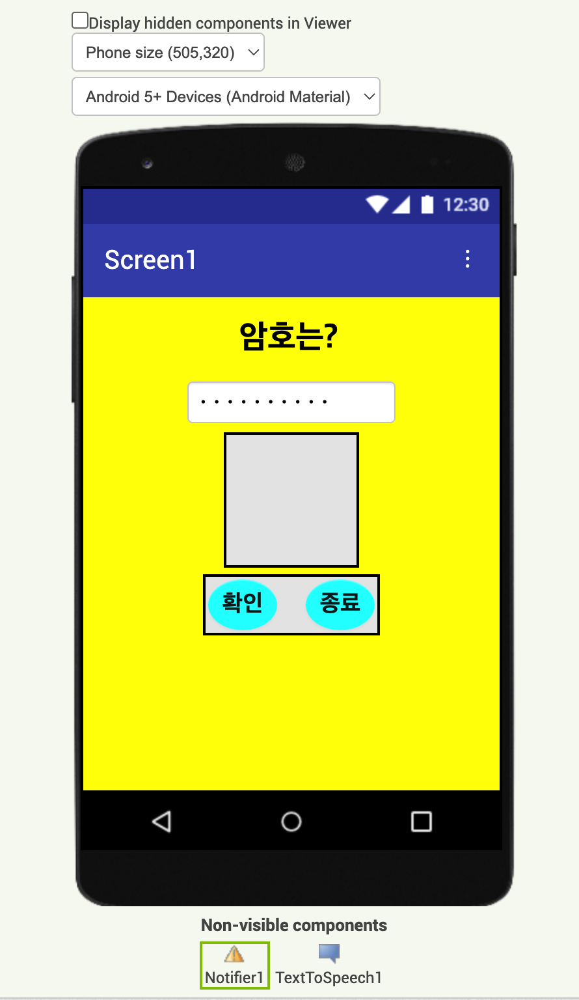 Display hidden components in Viewer
Phone size (505,320)
Android 5+ Devices (Android Material)
12:30
Screen1
암호는?
확인 종료
Non-visible components
Notifier1 TextToSpeech1